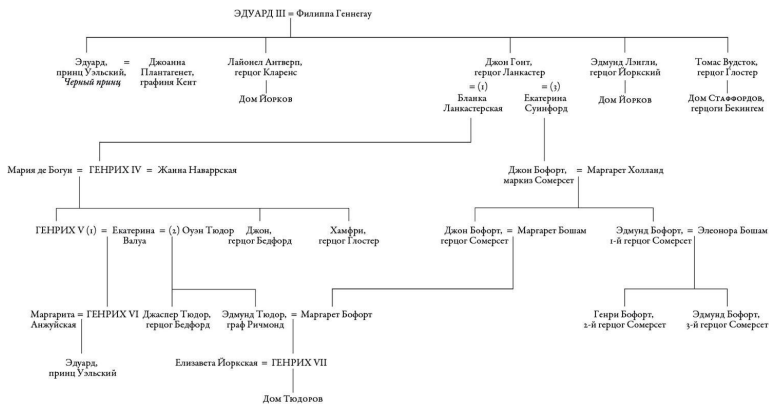 ЭДУАРД III = Филиппа Геннегау
Эдуард, = Джоанна Лайонел Антверп, Джон Гонт, Эдмунд Лэнгли, Томас Вудсток,
принц Уэльский, Плантагенет, герцог Кларенс герцог Ланкастер герцог Йоркский герцог Глостер
Черный принц графиня Кент
= (1) = (3)
Дом Йорков Бланка Екатерина Дом Йорков Дом Стаффордов,
Ланкастерская Суинфорд герцоги Бекингем
Мария де Богун = ГЕНРИХ IV = Жанна Наваррская Джон Бофорт, = Маргарет Холланд
маркиз Сомерсет
ГЕНРИХ V (1) = Екатерина = (2) Оуэн Тюдор Джон, Хамфри, Джон Бофорт, = Маргарет Бошам Эдмунд Бофорт, = Элеонора Бошам
Валуа герцог Бедфорд герцог Глостер герцог Сомерсет 1-й герцог Сомерсет
Маргарита = ГЕНРИХ VI Джаспер Тюдор, Эдмунд Тюдор, = Маргарет Бофорт Генри Бофорт, Эдмунд Бофорт,
Анжуйская герцог Бедфорд граф Ричмонд 2-й герцог Сомерсет 3-й герцог Сомерсет
Эдуард, Елизавета Йоркская = ГЕНРИХ VII
принц Уэльский
Дом Тюдоров